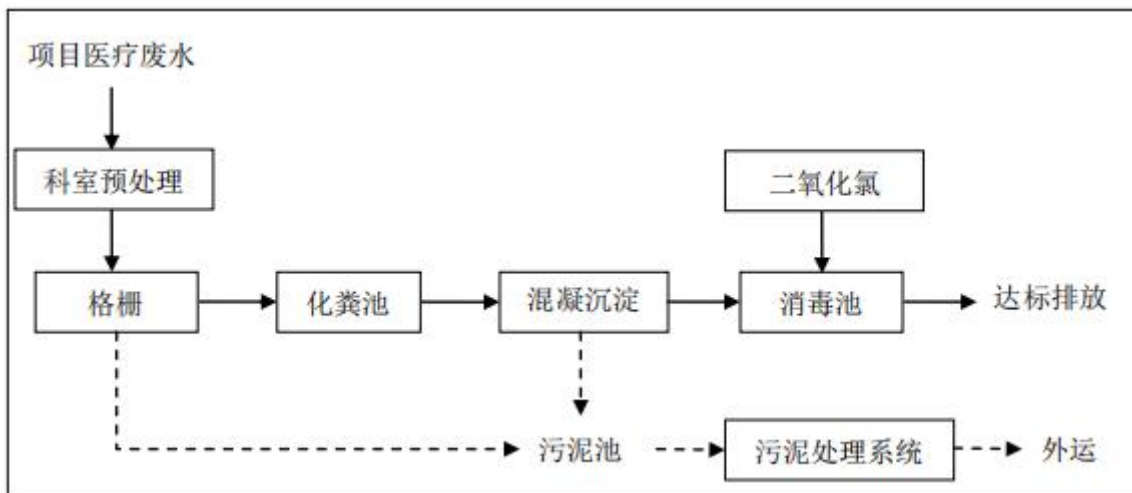 项目医疗废水
科室预处理
二氧化氯
格栅
化粪池
混凝沉淀
消毒池
达标排放
污泥池
污泥处理系统
外运